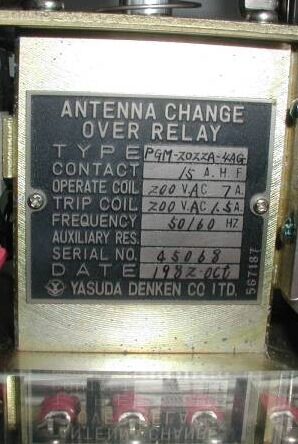 ANTENNA CHANGE
OVER RELAY
TYPE PGM-202ZA-4AG
CONTACT 15 A. H F
OPERATE COIL 200 V.AC 7 A.
TRIP COIL 200 V.AC 1.5 A.
FREQUENCY 50/60 HZ
AUXILIARY RES.
SERIAL NO. 45068
DATE 1982-Oct
YASUDA DENKEN CO LTD.
567187